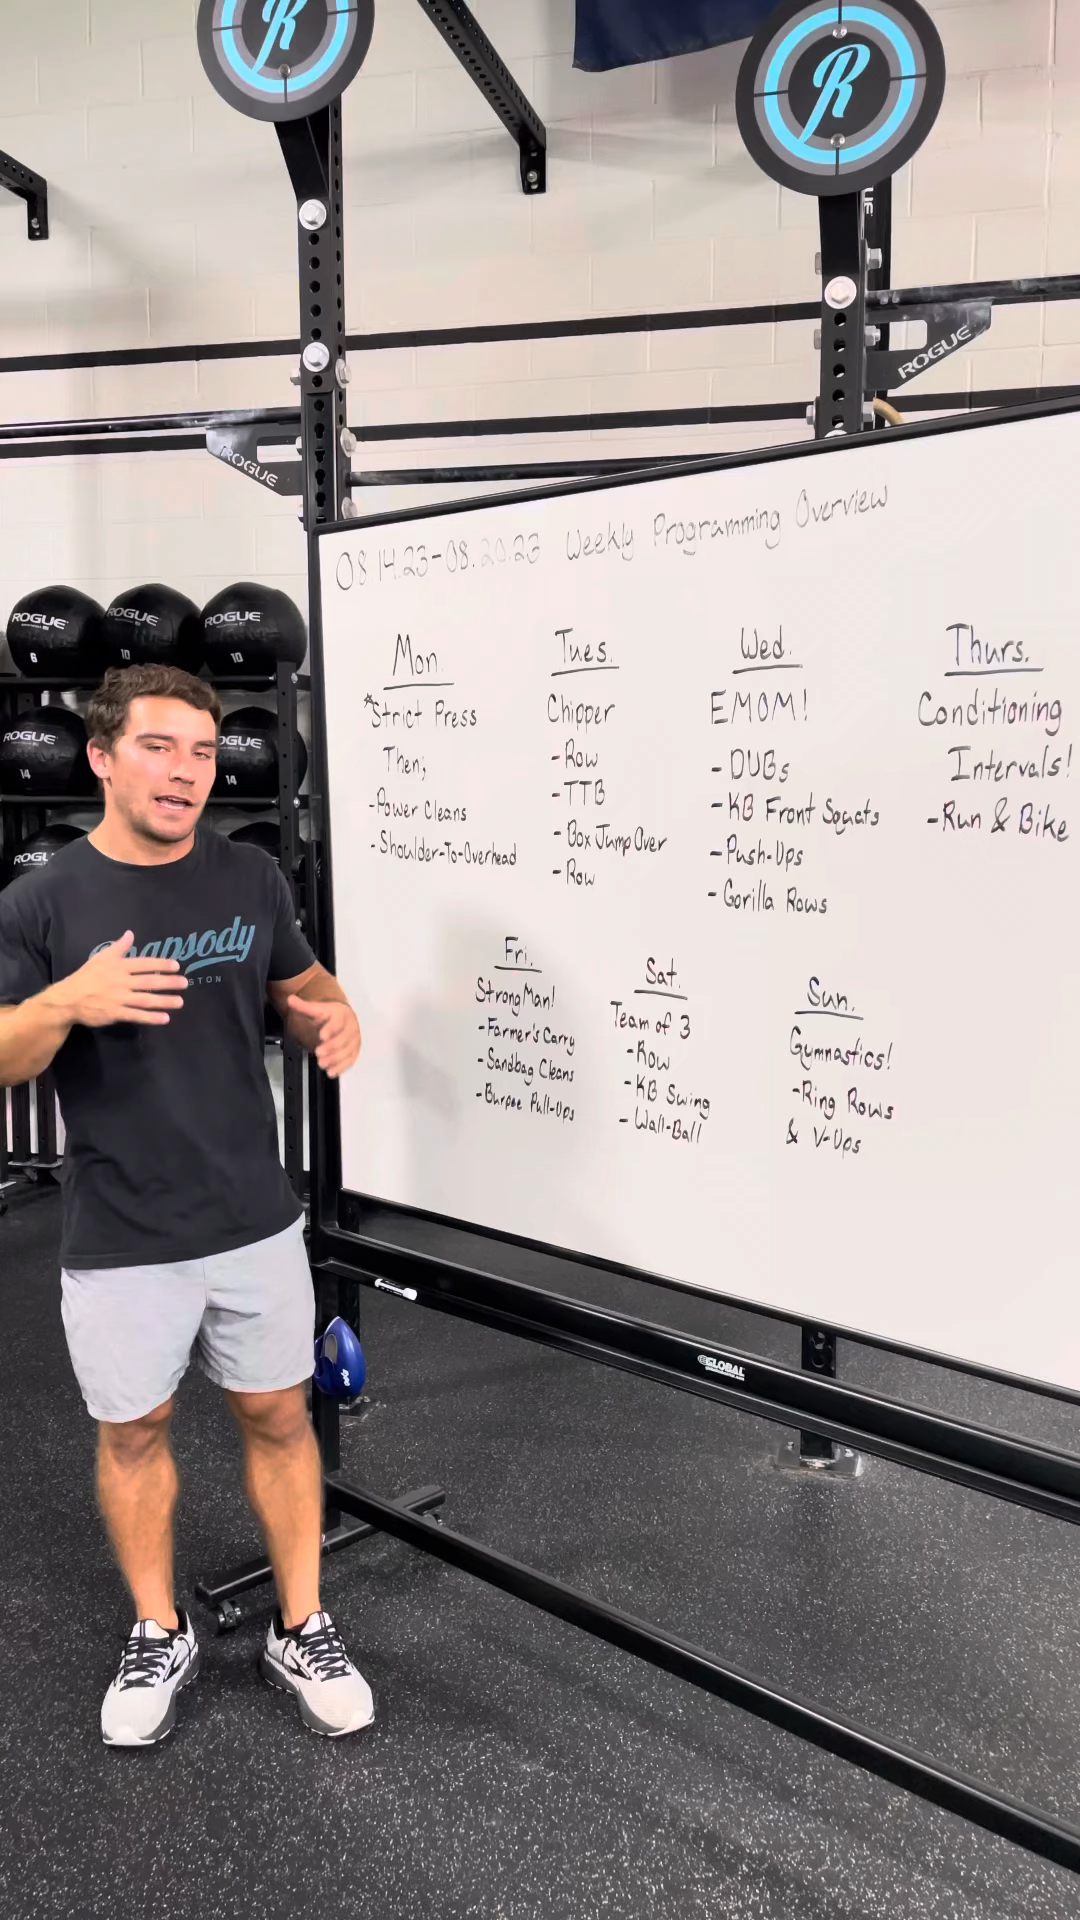 R
R
ROGUE
ROGUE
08.14.23-08.20.23 Weekly Programming Overview
Mon.
*Strict Press
Then;
-Power Cleans
-Shoulder-To-Overhead
Tues.
Chipper
-Row
-TTB
-Box Jump Over
-Row
Wed.
EMOM!
-DUBs
-KB Front Squats
-Push-Ups
-Gorilla Rows
Thurs.
Conditioning
Intervals!
-Run & Bike
Fri.
StrongMan!
-Farmer's Carry
-Sandbag Cleans
-Burpee Pull-Ups
Sat.
Team of 3
-Row
-KB Swing
-Wall-Ball
Sun.
Gymnastics!
-Ring Rows
& V-Ups
ROGUE
6
ROGUE
10
ROGUE
10
ROGUE
14
GUE
14
ROGU
Rhapsody
STON
GLOBAL